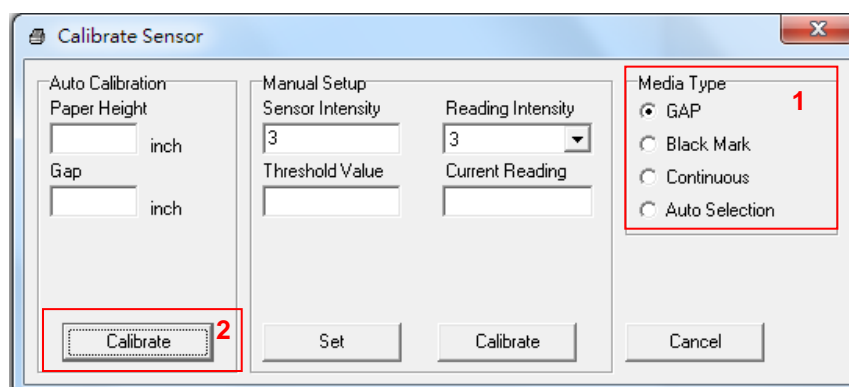 Calibrate Sensor
X
Auto Calibration
Paper Height
inch
Gap
inch
Calibrate
2
Manual Setup
Sensor Intensity
Reading Intensity
3
3
Threshold Value
Current Reading
Set
Calibrate
Media Type
1
GAP
Black Mark
Continuous
Auto Selection
Cancel